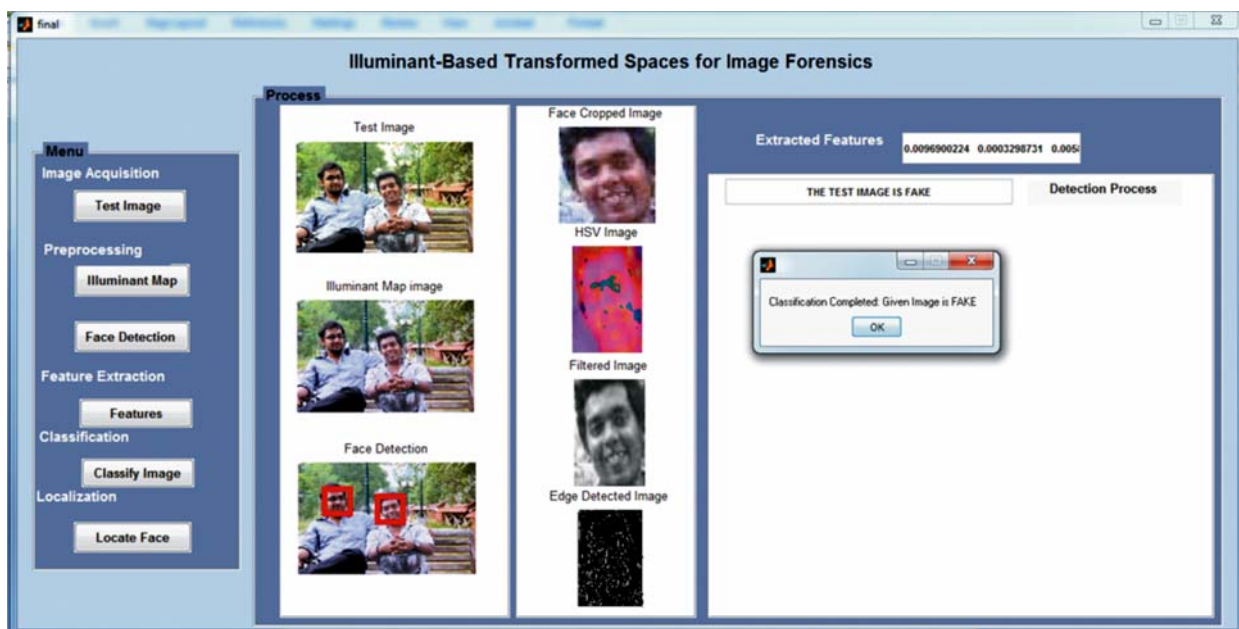 final
Illuminant-Based Transformed Spaces for Image Forensics
Menu
Image Acquisition
Test Image
Preprocessing
Illuminant Map
Face Detection
Feature Extraction
Features
Classification
Classify Image
Localization
Locate Face
Process
Test Image
Illuminant Map image
Face Detection
Face Cropped Image
HSV Image
Filtered Image
Edge Detected Image
Extracted Features
0.0096900224 0.0003298731
THE TEST IMAGE IS FAKE
Detection Process
Classification Completed: Given Image is FAKE
OK